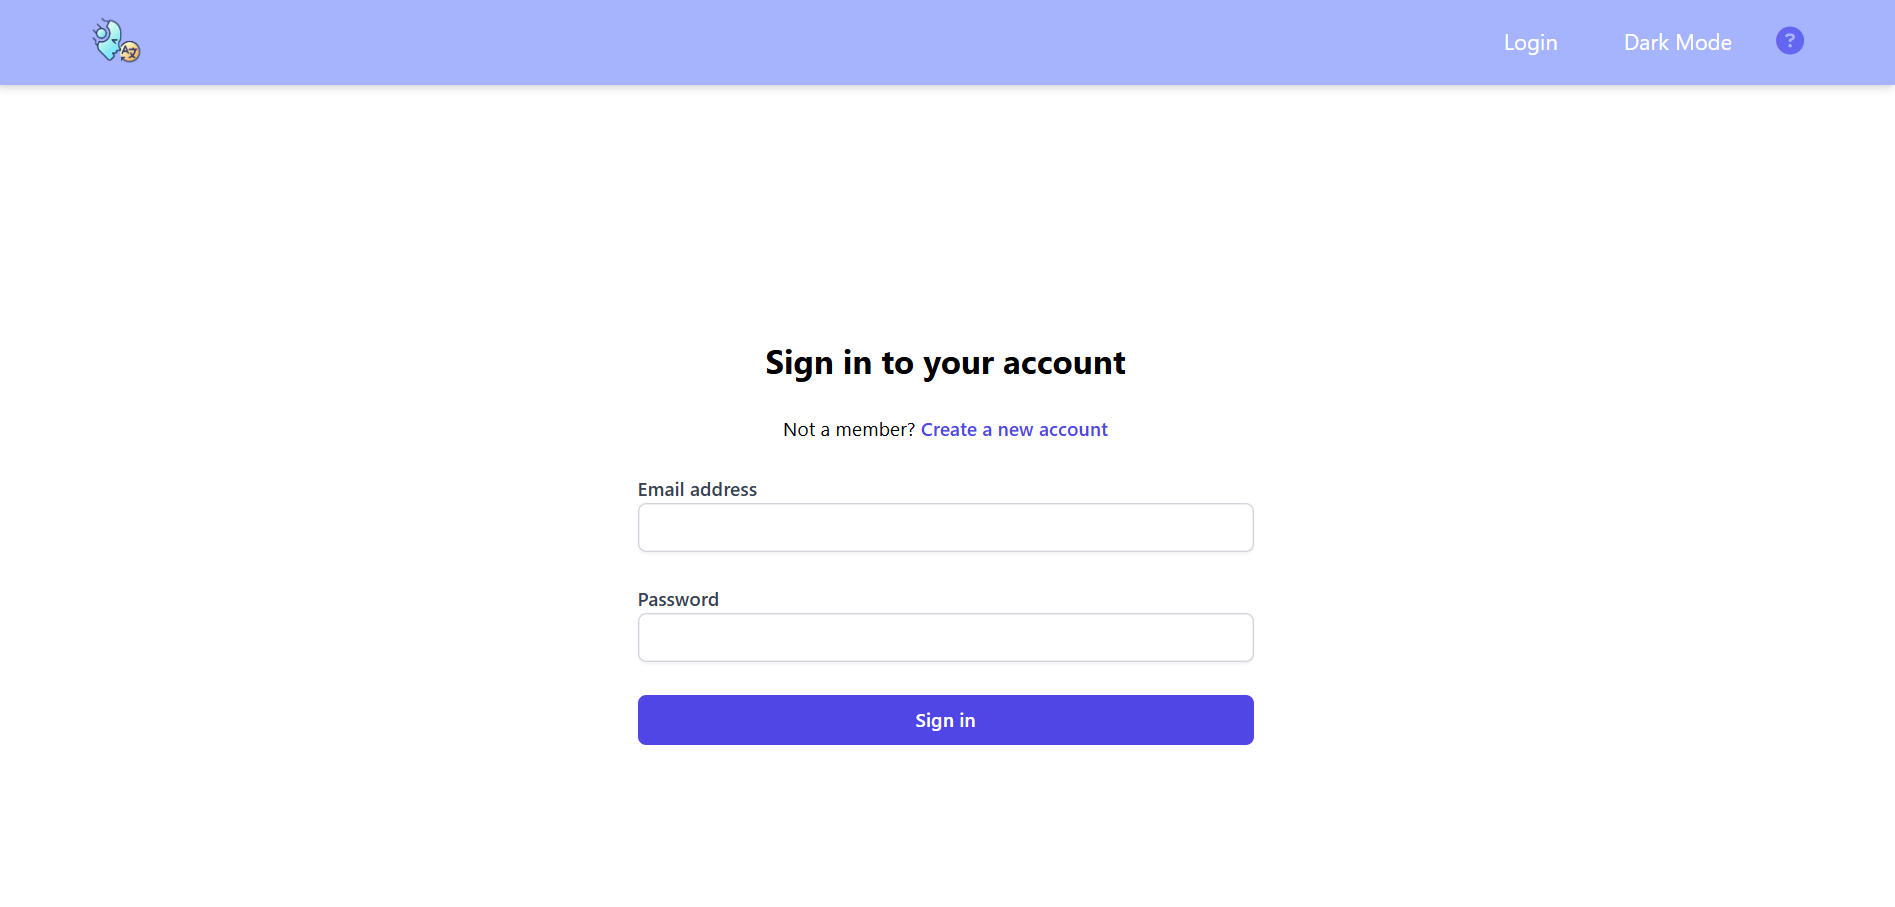 Login Dark Mode ?
Sign in to your account
Not a member? Create a new account
Email address
Password
Sign in